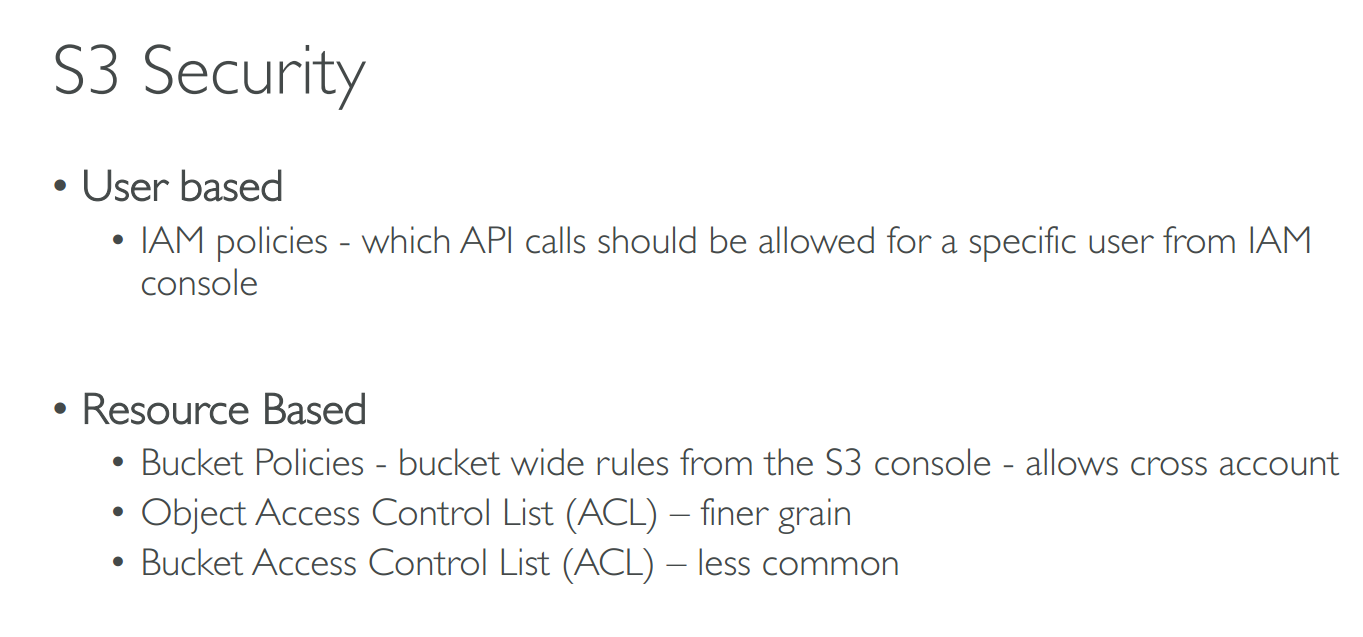 S3 Security
• User based
• IAM policies - which API calls should be allowed for a specific user from IAM
console
• Resource Based
• Bucket Policies - bucket wide rules from the S3 console - allows cross account
• Object Access Control List (ACL) – finer grain
• Bucket Access Control List (ACL) – less common